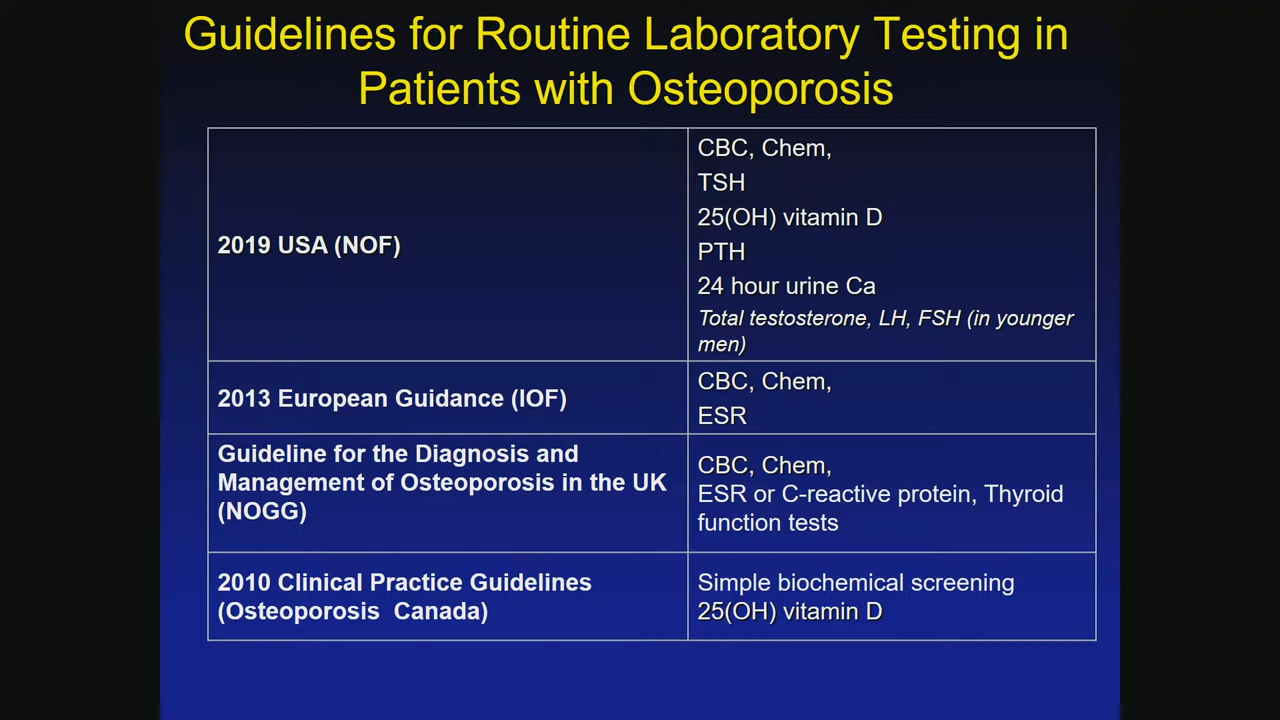 Guidelines for Routine Laboratory Testing in
Patients with Osteoporosis
2019 USA (NOF)
CBC, Chem,
TSH
25(OH) vitamin D
PTH
24 hour urine Ca
Total testosterone, LH, FSH (in younger
men)
2013 European Guidance (IOF)
CBC, Chem,
ESR
Guideline for the Diagnosis and
Management of Osteoporosis in the UK
(NOGG)
CBC, Chem,
ESR or C-reactive protein, Thyroid
function tests
2010 Clinical Practice Guidelines
(Osteoporosis Canada)
Simple biochemical screening
25(OH) vitamin D